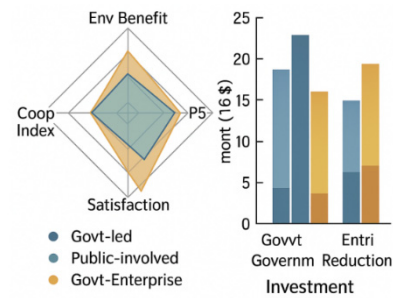 Env Benefit
Coop
Index
P5
Satisfaction
Govt-led
Public-involved
Govt-Enterprise
mont (16 $)
25
20
15
10
5
0
Govvt
Governm
Entri
Reduction
Investment